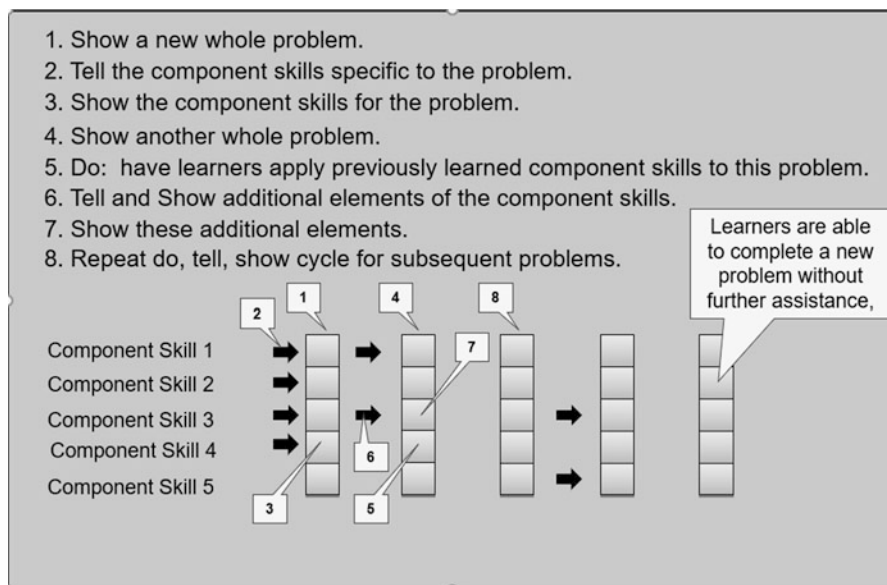 1. Show a new whole problem.
2. Tell the component skills specific to the problem.
3. Show the component skills for the problem.
4. Show another whole problem.
5. Do:  have learners apply previously learned component skills to this problem.
6. Tell and Show additional elements of the component skills.
7. Show these additional elements.
8. Repeat do, tell, show cycle for subsequent problems.
Learners are able
to complete a new
problem without
further assistance,
1
4
8
2
Component Skill 1
7
Component Skill 2
Component Skill 3
Component Skill 4
6
Component Skill 5
3
5